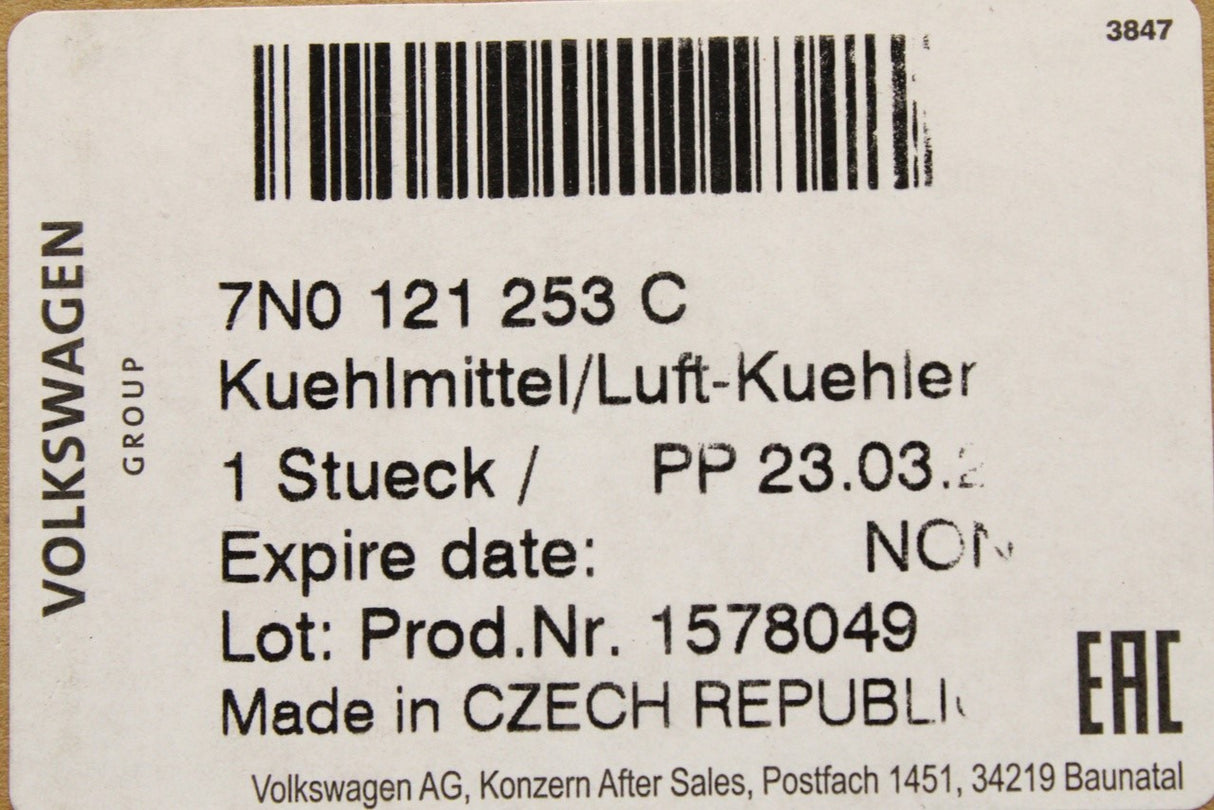 3847
VOLKSWAGEN
GROUP
7N0 121 253 C
Kuehlmittel/Luft-Kuehler
1 Stueck / PP 23.03.
Expire date:
Lot: Prod.Nr. 1578049
Made in CZECH REPUBLIC
EAC
Volkswagen AG, Konzern After Sales, Postfach 1451, 34219 Baunatal